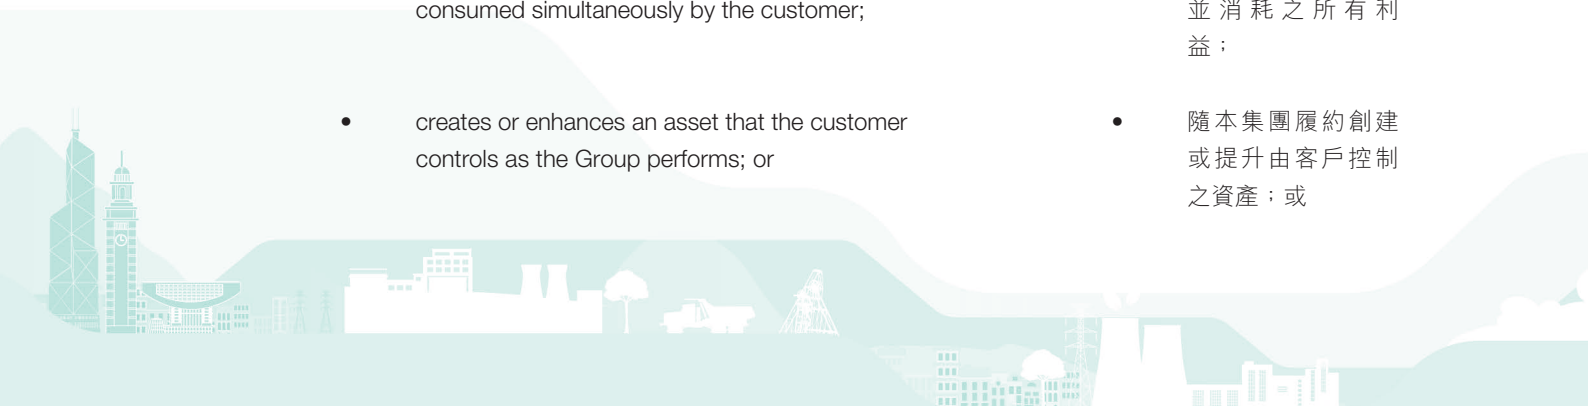 consumed simultaneously by the customer;
• creates or enhances an asset that the customer
controls as the Group performs; or
並消耗之所有利
益；
• 隨本集團履約創建
或提升由客戶控制
之資產；或